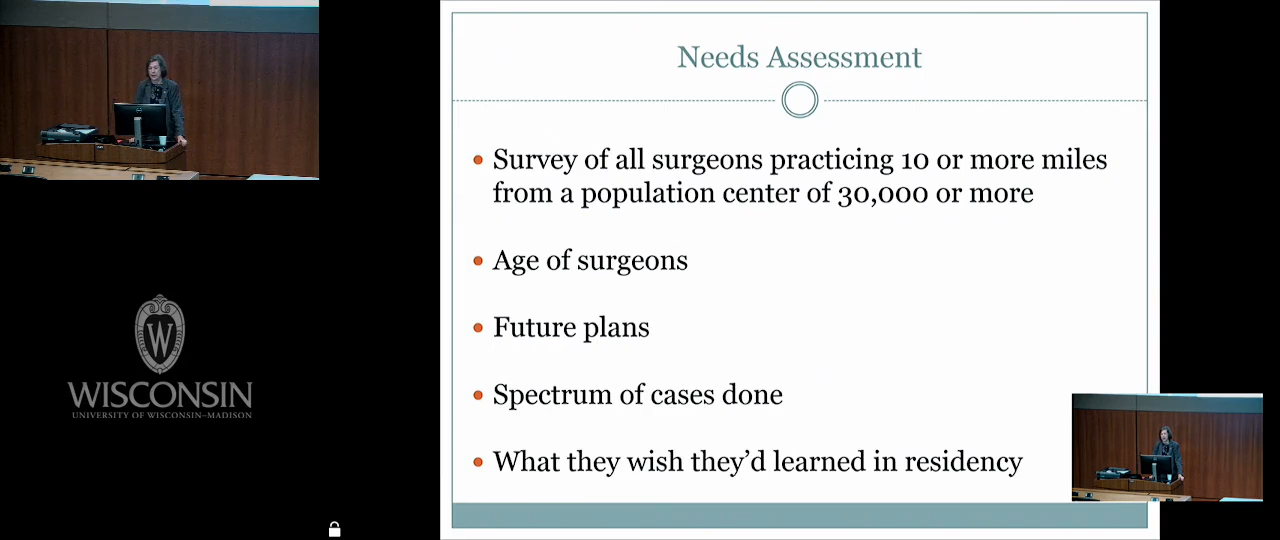 Needs Assessment
Survey of all surgeons practicing 10 or more miles
from a population center of 30,000 or more
Age of surgeons
Future plans
Spectrum of cases done
What they wish they'd learned in residency
W
WISCONSIN
UNIVERSITY OF WISCONSIN–MADISON